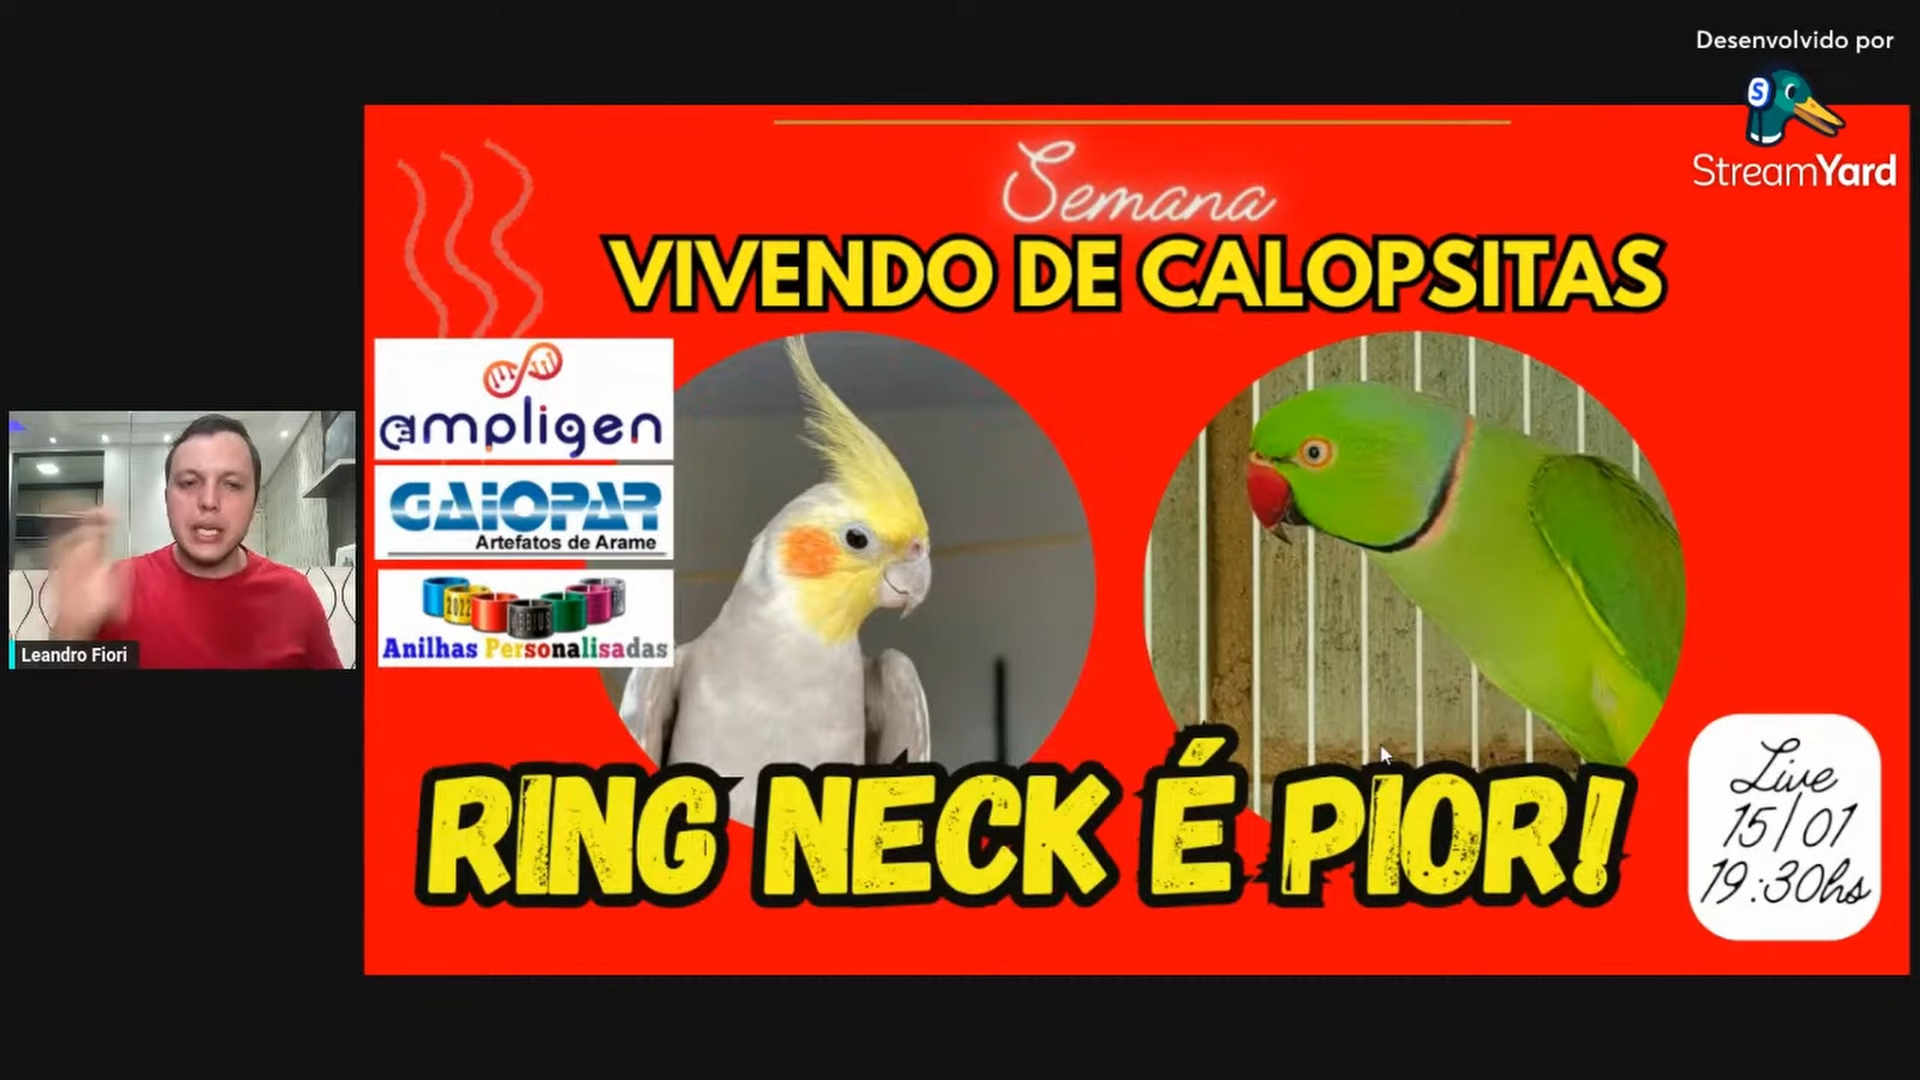 Desenvolvido por
S
StreamYard
Semana
VIVENDO DE CALOPSITAS
ampligen
GAIOPAR
Artefatos de Arame
2022
Anilhas Personalisadas
Leandro Fiori
RING NECK É PIOR!
Live
15/01
19:30hs